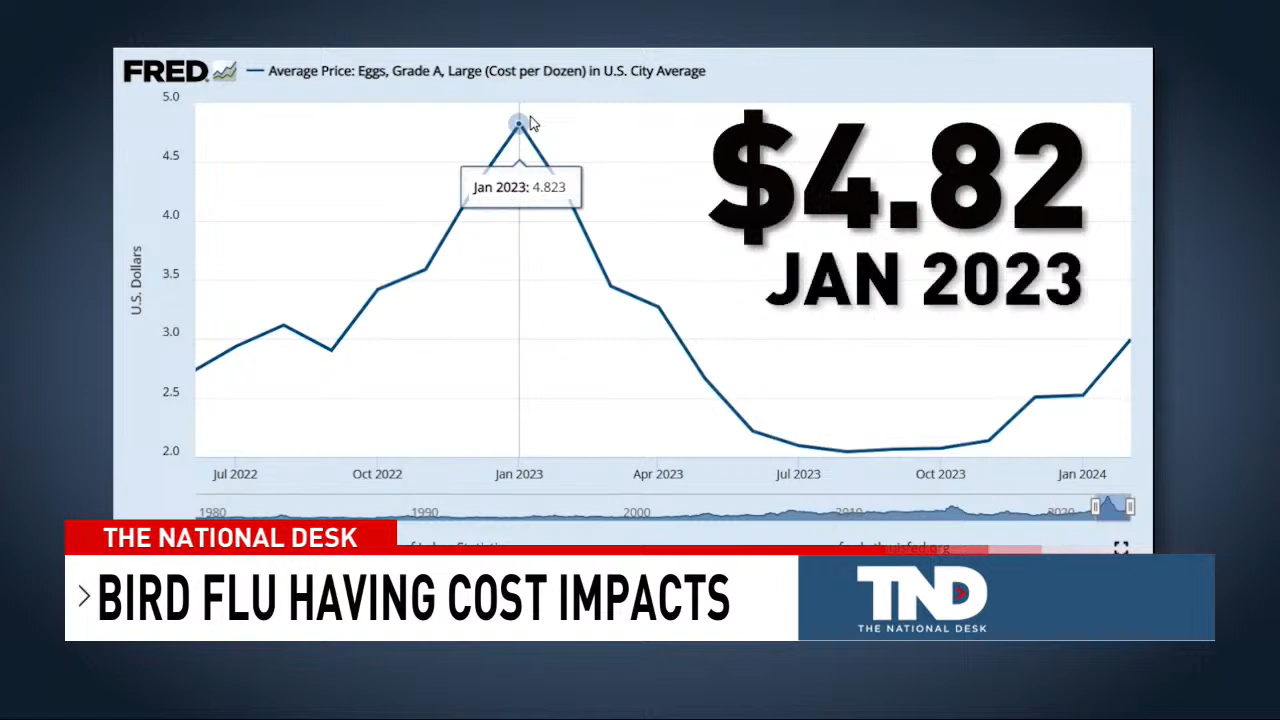 FRED
Average Price: Eggs, Grade A, Large (Cost per Dozen) in U.S. City Average
5.0
4.5
4.0
3.5
3.0
2.5
2.0
U.S. Dollars
Jan 2023: 4.823
$4.82
JAN 2023
Jul 2022
Oct 2022
Jan 2023
Apr 2023
Jul 2023
Oct 2023
Jan 2024
1980
1990
2000
2010
2020
THE NATIONAL DESK
BIRD FLU HAVING COST IMPACTS
TND
THE NATIONAL DESK